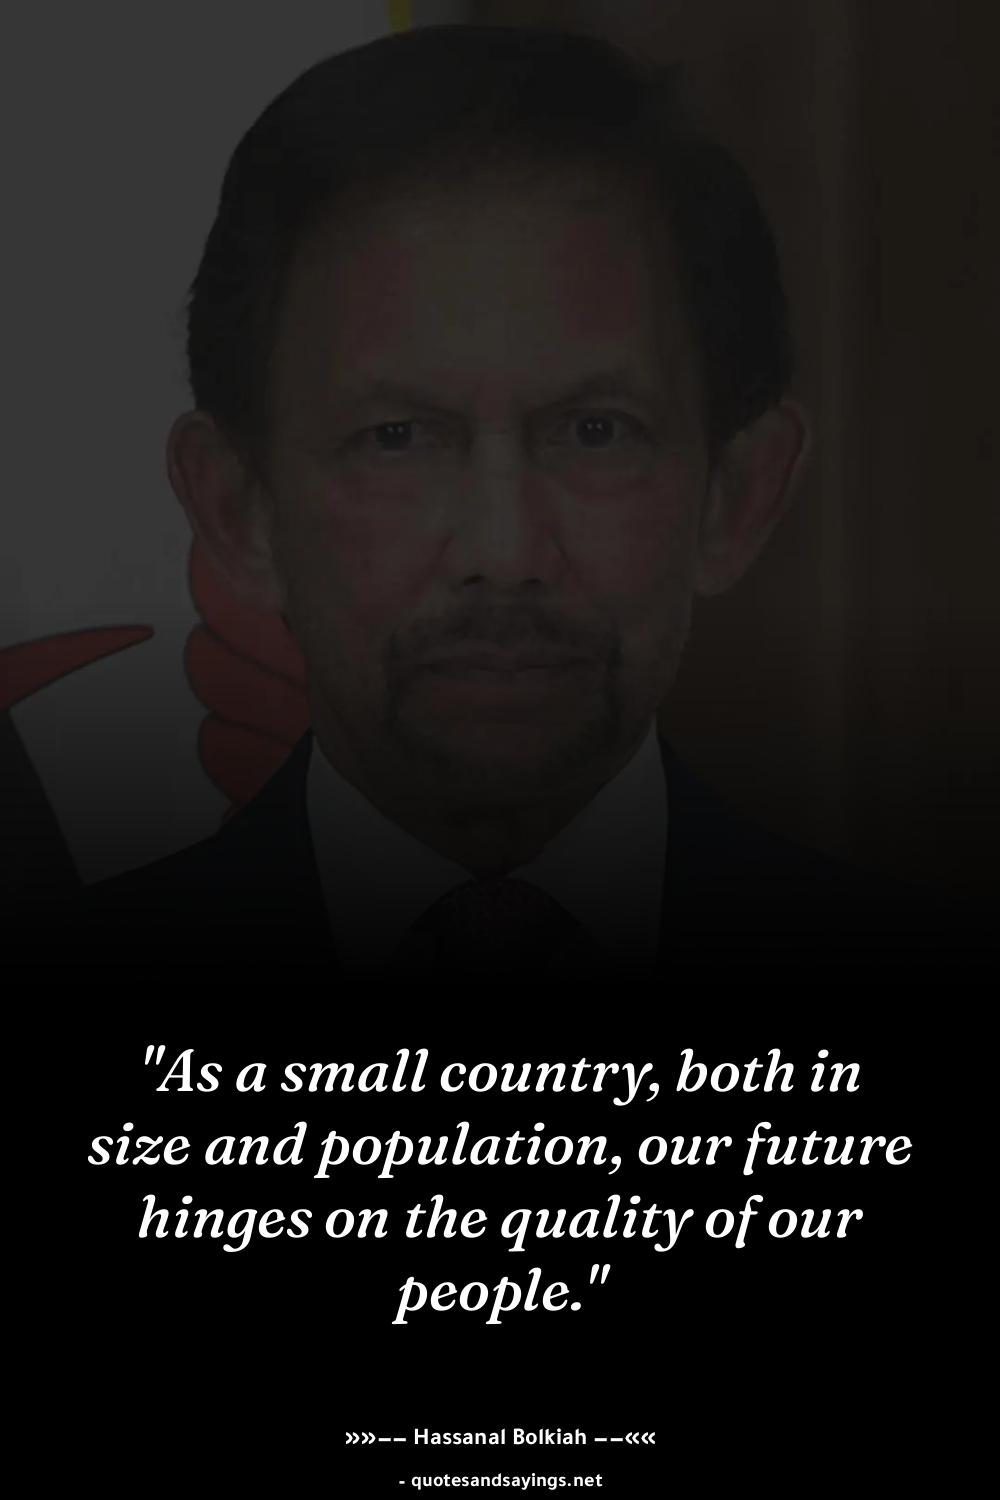 "As a small country, both in
size and population, our future
hinges on the quality of our
people."
»»−− Hassanal Bolkiah −−««
- quotesandsayings.net